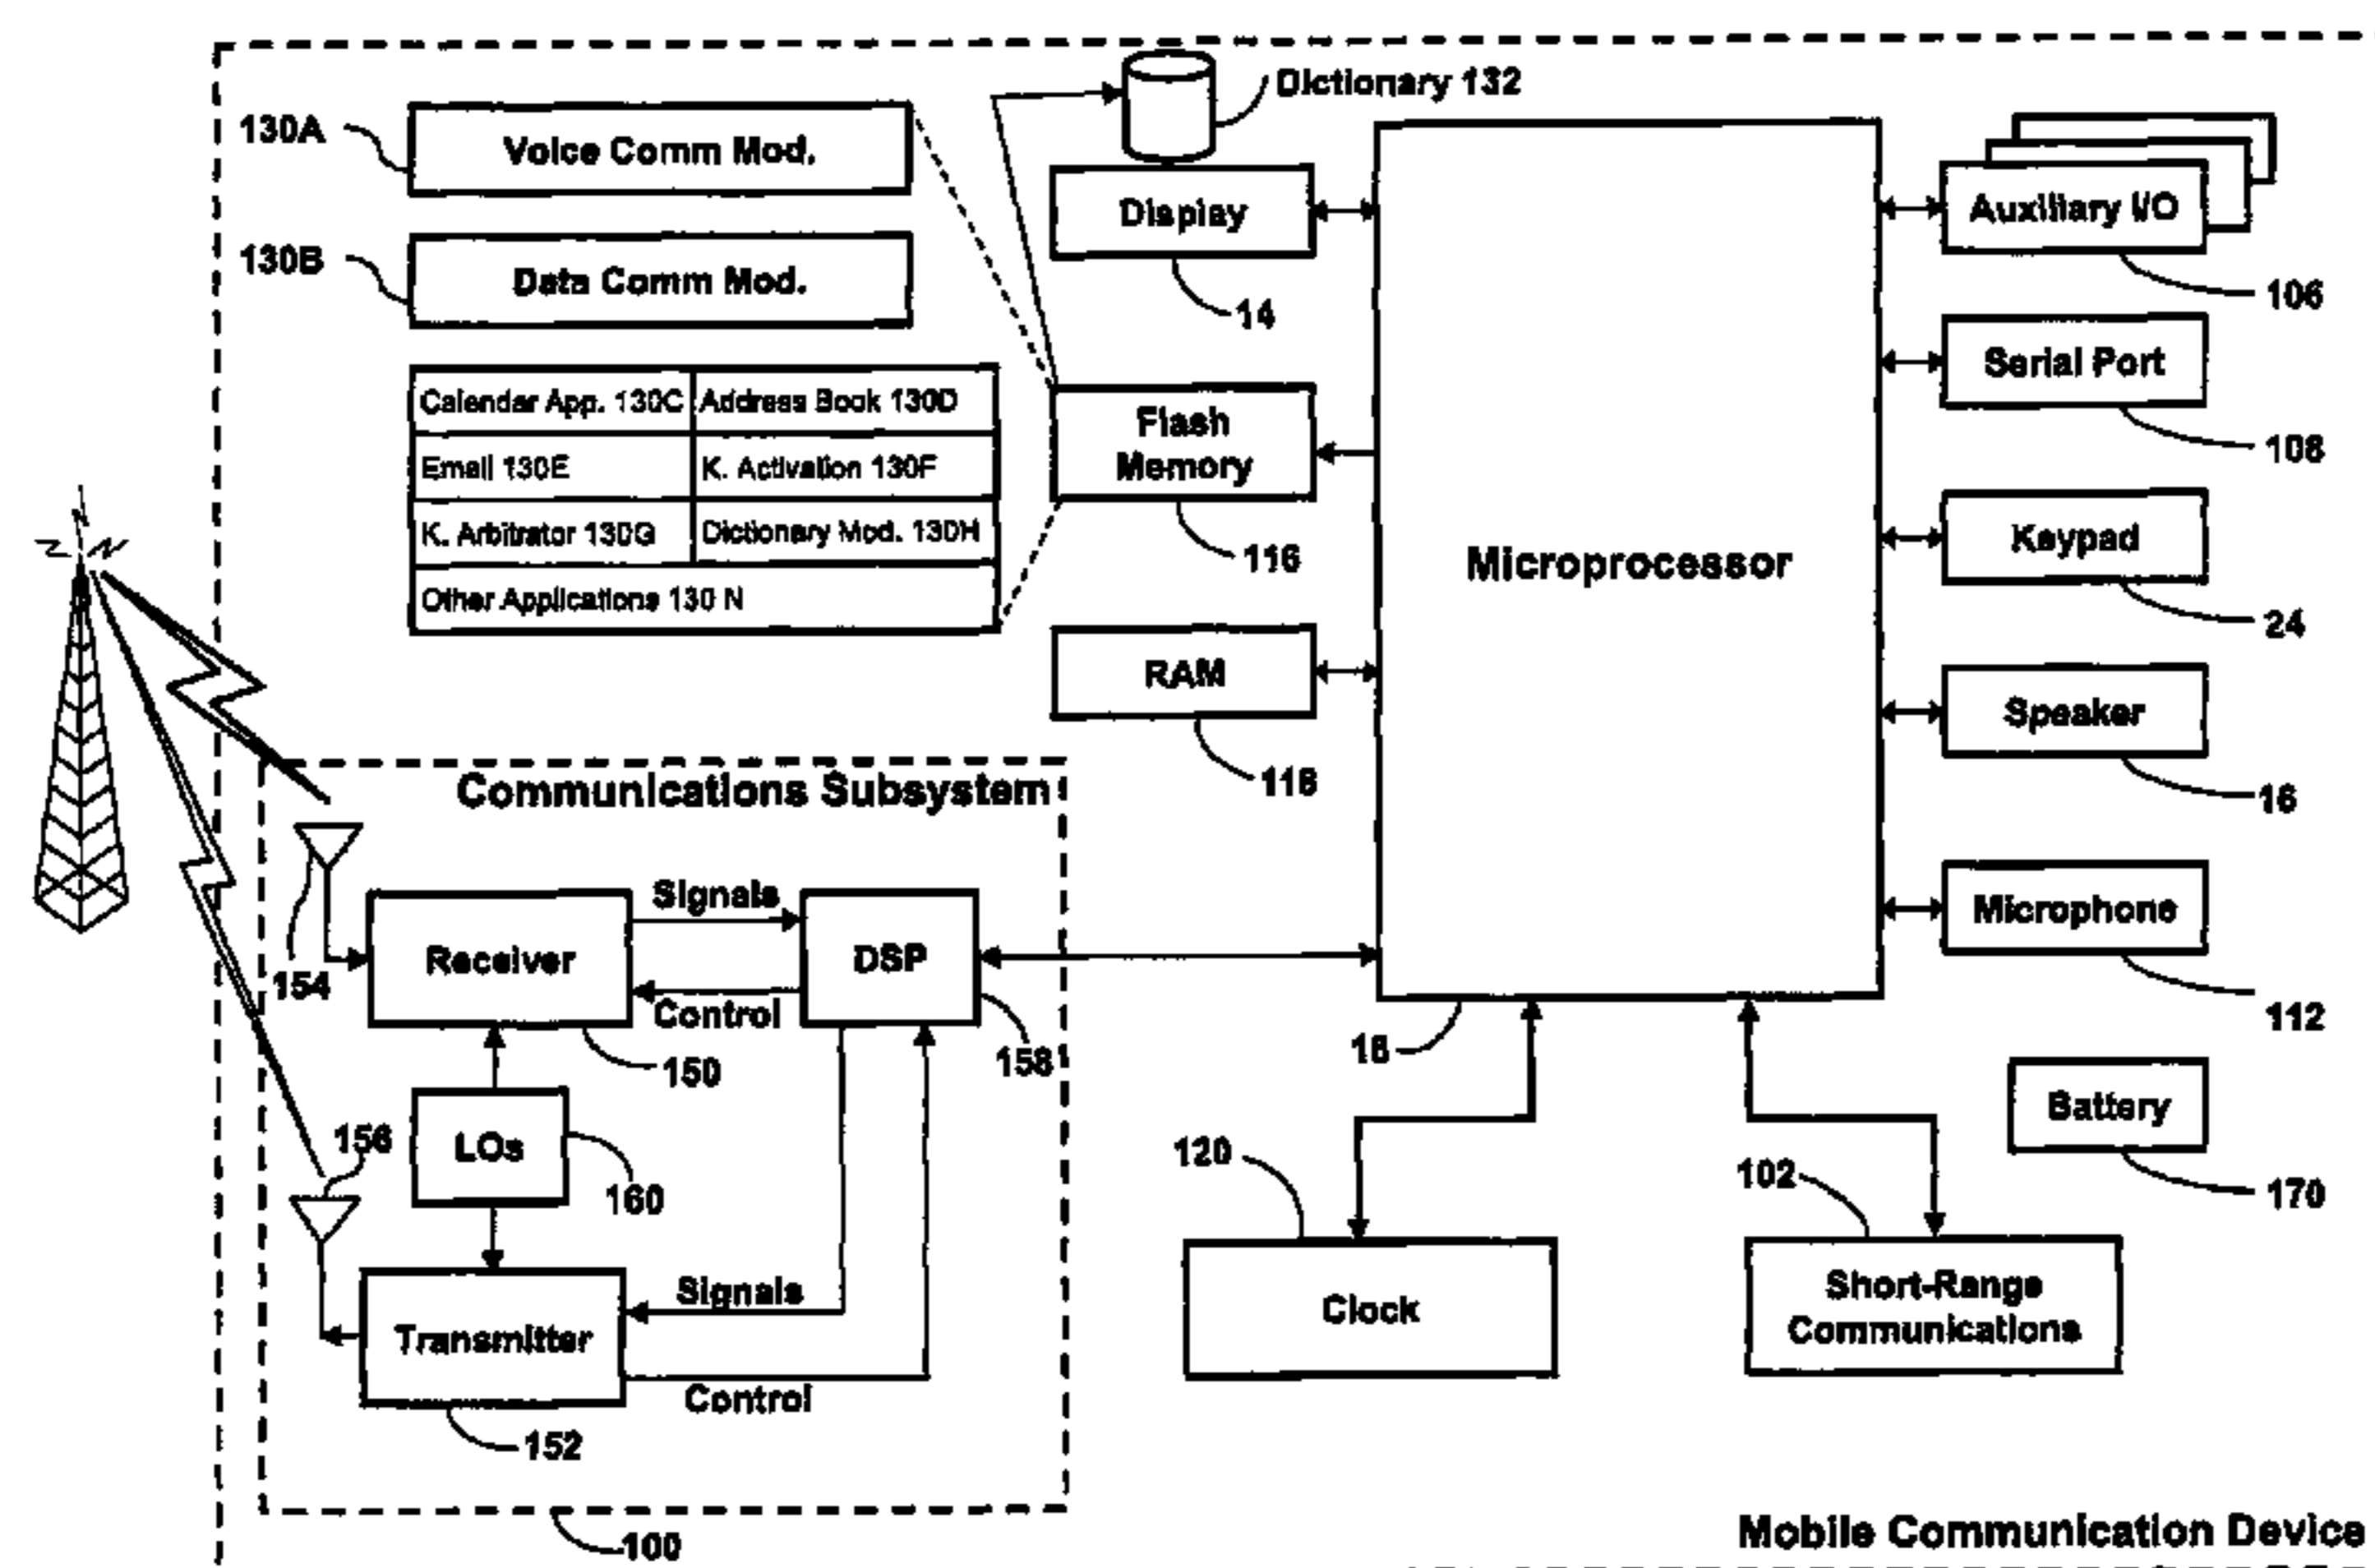 Dictionary 132
130A
Voice Comm Mod.
Display
14
Auxiliary I/O
106
130B
Data Comm Mod.
Serial Port
108
Calendar App. 130C
Address Book 130D
Email 130E
K. Activation 130F
K. Arbitrator 130G
Dictionary Mod. 130H
Other Applications 130 N
Flash
Memory
116
Microprocessor
Keypad
24
RAM
118
Speaker
16
Communications Subsystem
154
Receiver
Signals
DSP
Control
150
158
Microphone
112
18
156
LOs
160
120
102
Battery
170
Transmitter
Signals
Control
152
Clock
Short-Range
Communications
100
Mobile Communication Device